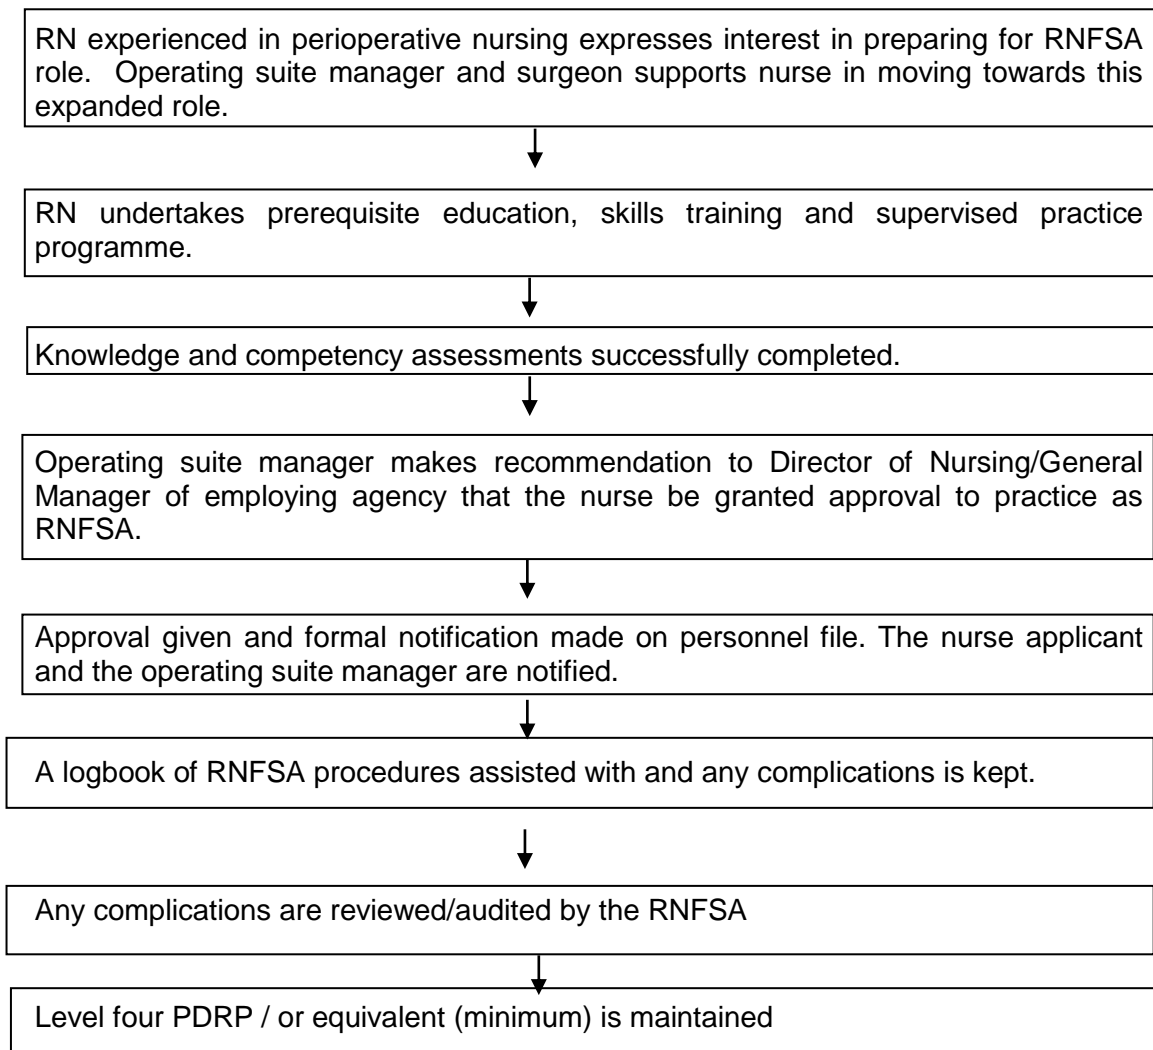 RN experienced in perioperative nursing expresses interest in preparing for RNFSA
role. Operating suite manager and surgeon supports nurse in moving towards this
expanded role.
RN undertakes prerequisite education, skills training and supervised practice
programme.
Knowledge and competency assessments successfully completed.
Operating suite manager makes recommendation to Director of Nursing/General
Manager of employing agency that the nurse be granted approval to practice as
RNFSA.
Approval given and formal notification made on personnel file. The nurse applicant
and the operating suite manager are notified.
A logbook of RNFSA procedures assisted with and any complications is kept.
Any complications are reviewed/audited by the RNFSA
Level four PDRP / or equivalent (minimum) is maintained